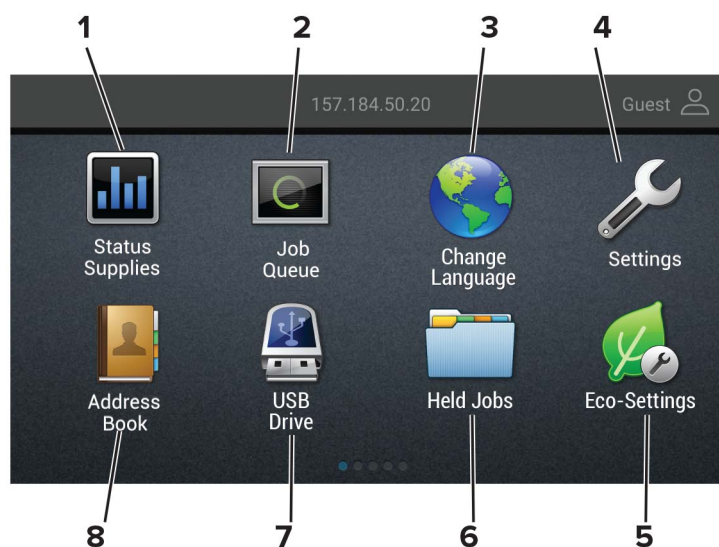 1 2 3 4
157.184.50.20 Guest
Status
Supplies
Job
Queue
Change
Language
Settings
Address
Book
USB
Drive
Held Jobs
Eco-Settings
8 7 6 5